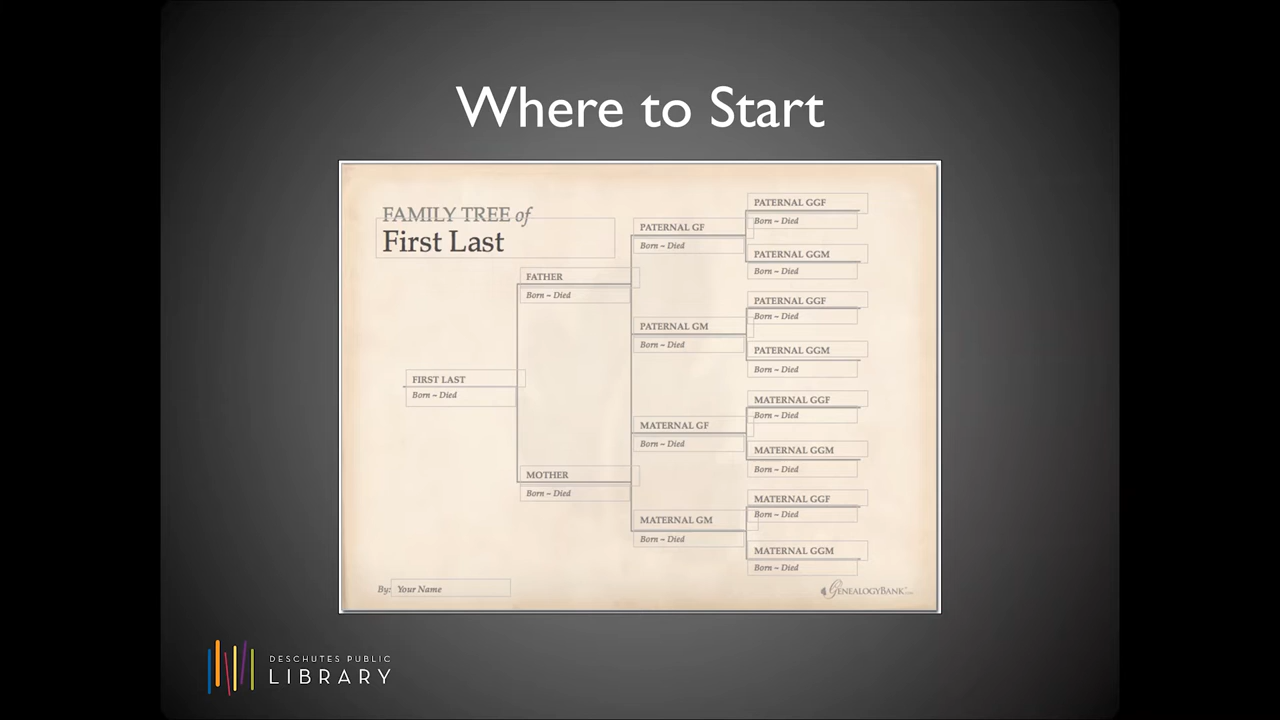 Where to Start
FAMILY TREE of
First Last
FIRST LAST
Born ~ Died
FATHER
Born ~ Died
MOTHER
Born ~ Died
PATERNAL GF
Born ~ Died
PATERNAL GM
Born ~ Died
MATERNAL GF
Born ~ Died
MATERNAL GM
Born ~ Died
PATERNAL GGF
Born ~ Died
PATERNAL GGM
Born ~ Died
PATERNAL GGF
Born ~ Died
PATERNAL GGM
Born ~ Died
MATERNAL GGF
Born ~ Died
MATERNAL GGM
Born ~ Died
MATERNAL GGF
Born ~ Died
MATERNAL GGM
Born ~ Died
By: Your Name
GENEALOGYBANK
DESCHUTES PUBLIC
LIBRARY